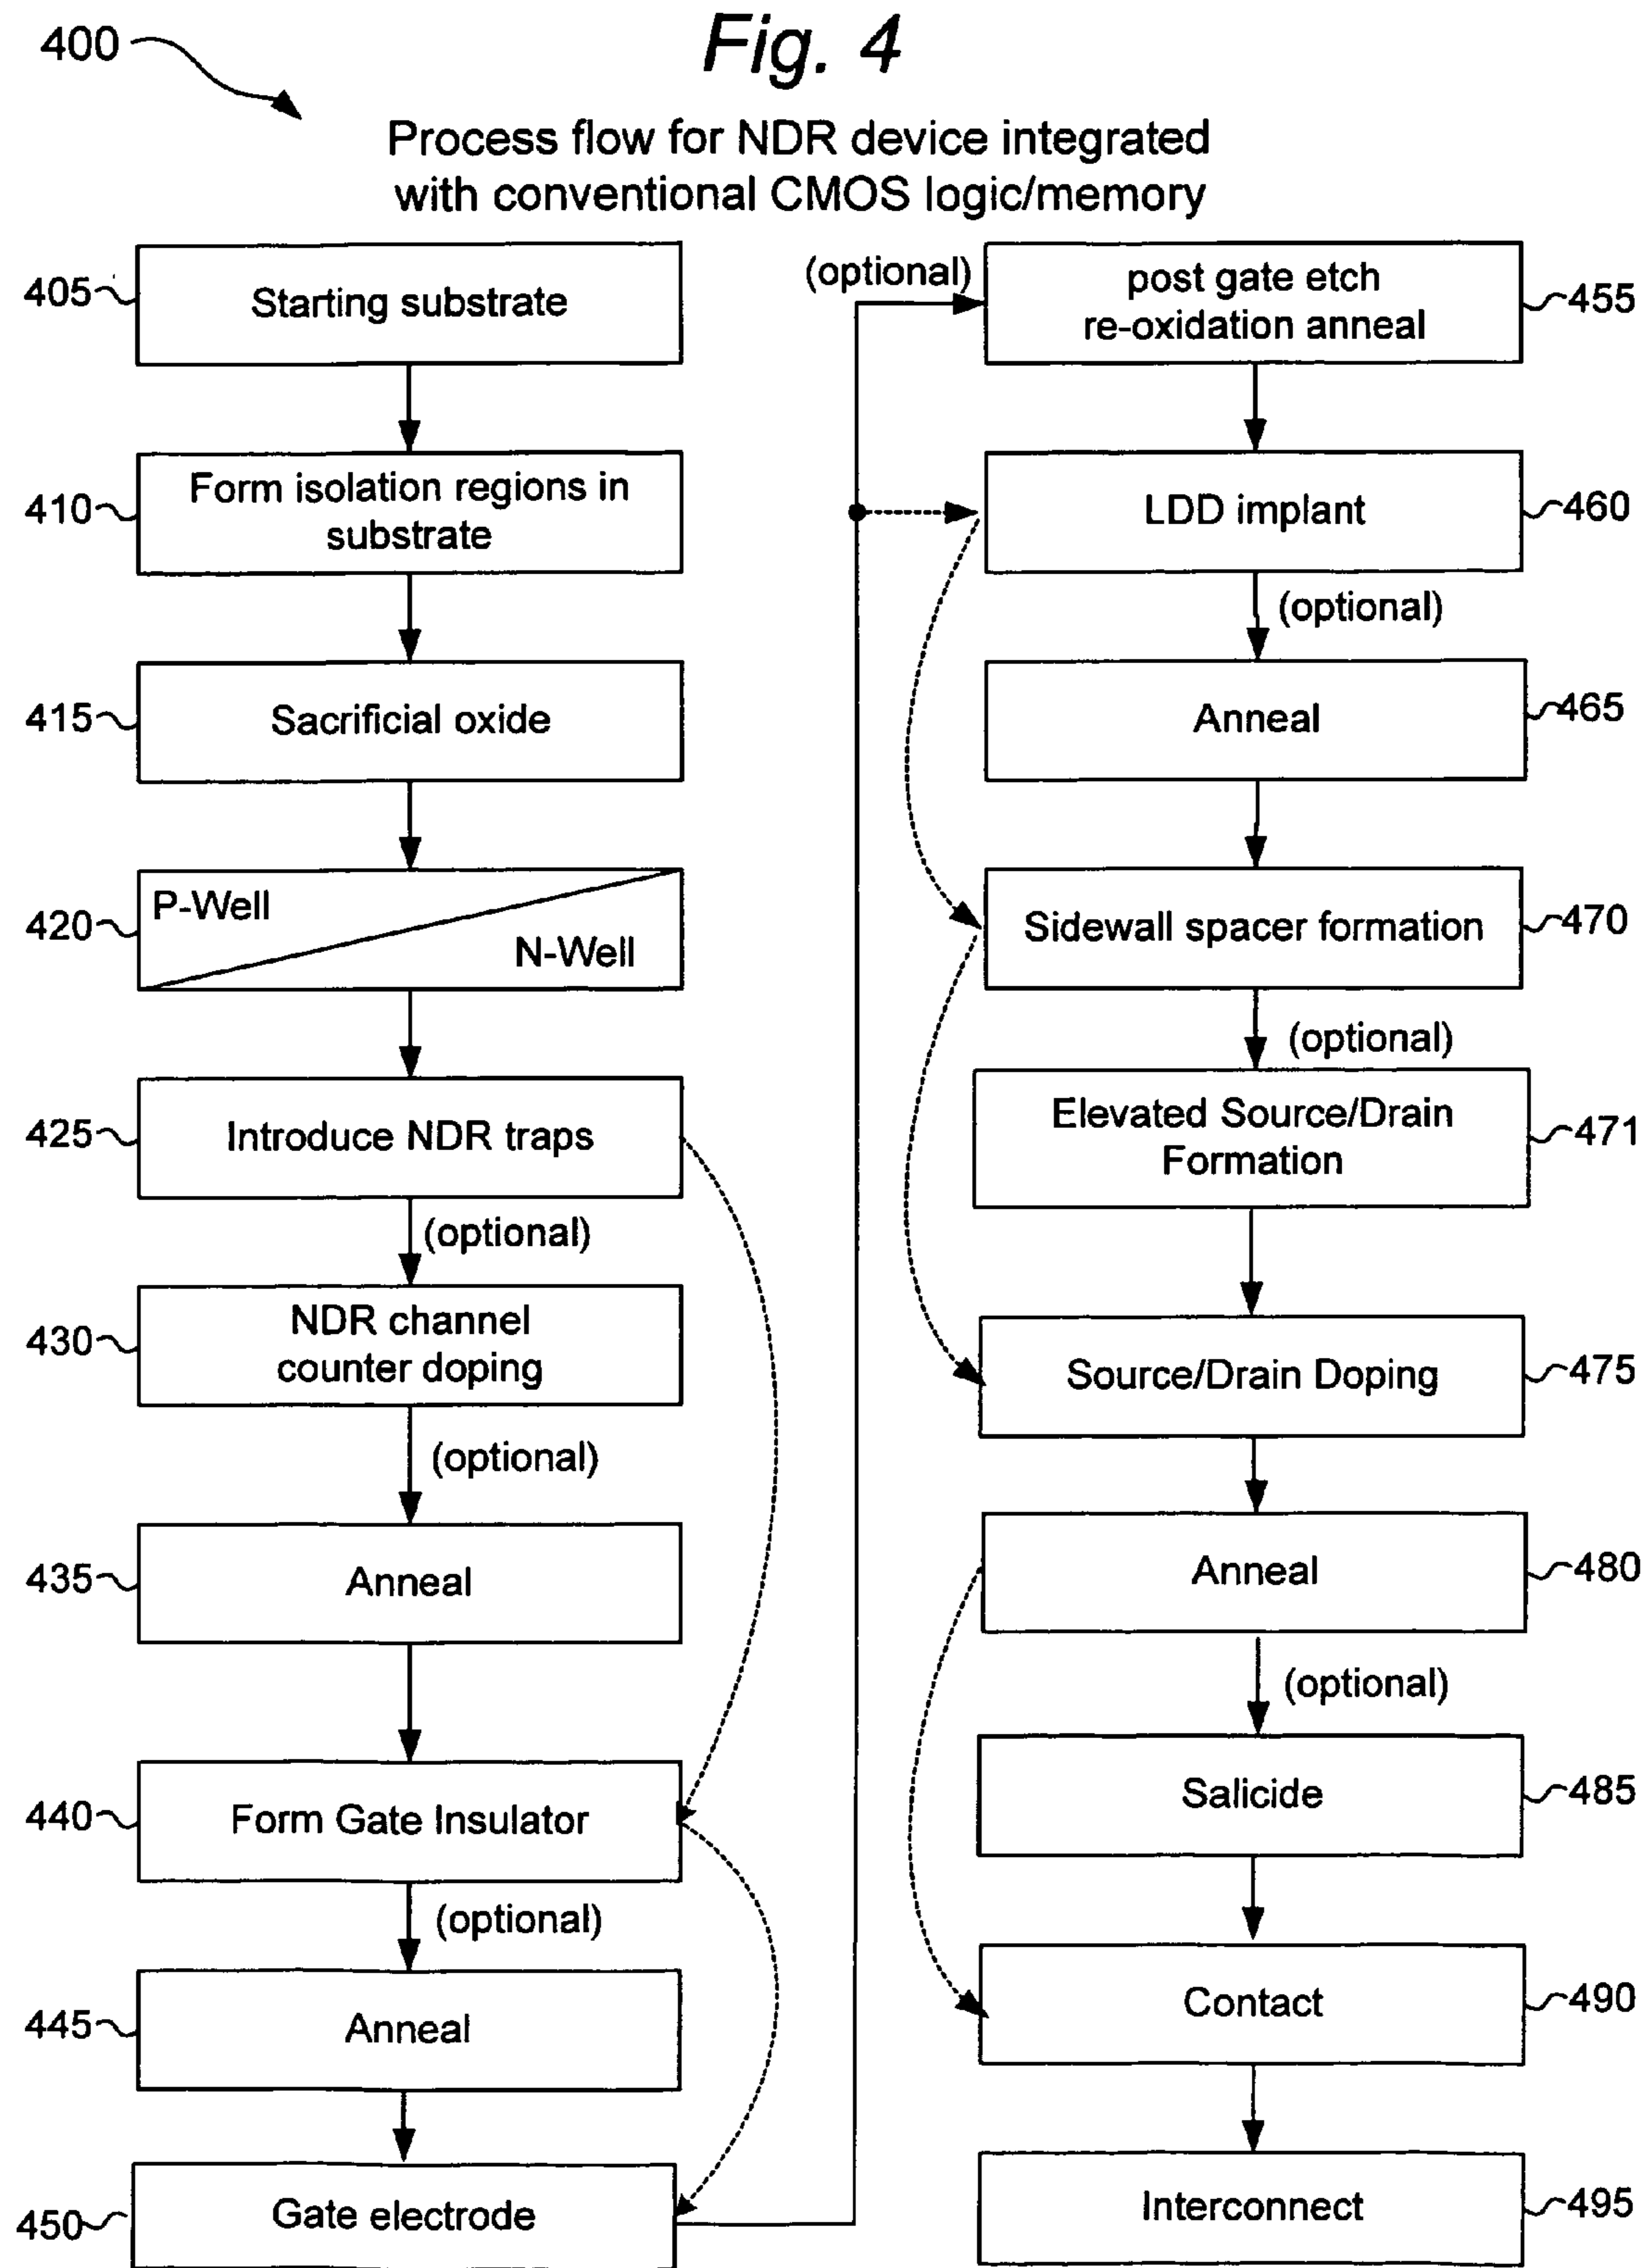 400
Fig. 4
Process flow for NDR device integrated
with conventional CMOS logic/memory
405
Starting substrate
410
Form isolation regions in
substrate
415
Sacrificial oxide
420
P-Well
N-Well
425
Introduce NDR traps
(optional)
430
NDR channel
counter doping
(optional)
435
Anneal
440
Form Gate Insulator
(optional)
445
Anneal
450
Gate electrode
(optional)
post gate etch
re-oxidation anneal
455
LDD implant
460
(optional)
Anneal
465
Sidewall spacer formation
470
(optional)
Elevated Source/Drain
Formation
471
Source/Drain Doping
475
Anneal
480
(optional)
Salicide
485
Contact
490
Interconnect
495